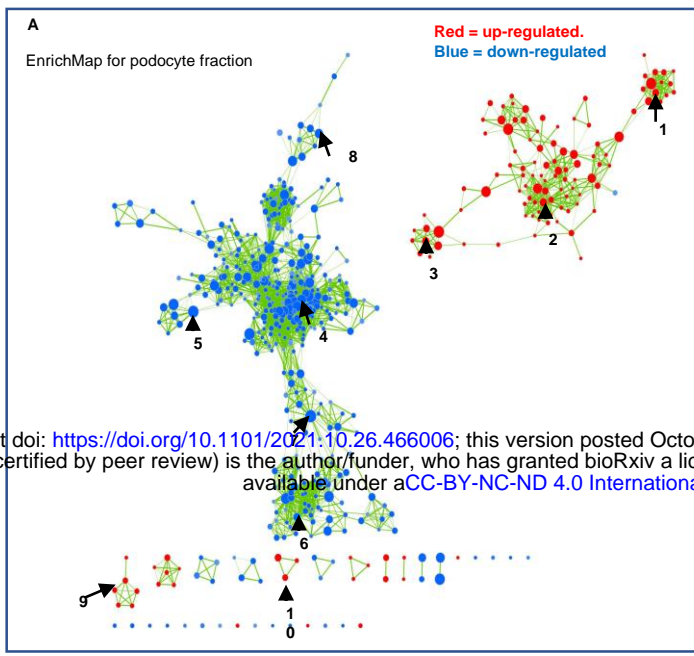 A
Red = up-regulated.
EnrichMap for podocyte fraction
Blue = down-regulated
1
8
2
3
4
5
t doi: https://doi.org/10.1101/2021.10.26.466006; this version posted Octo
certified by peer review) is the author/funder, who has granted bioRxiv a lic
available under aCC-BY-NC-ND 4.0 Internationa
6
9
1
0